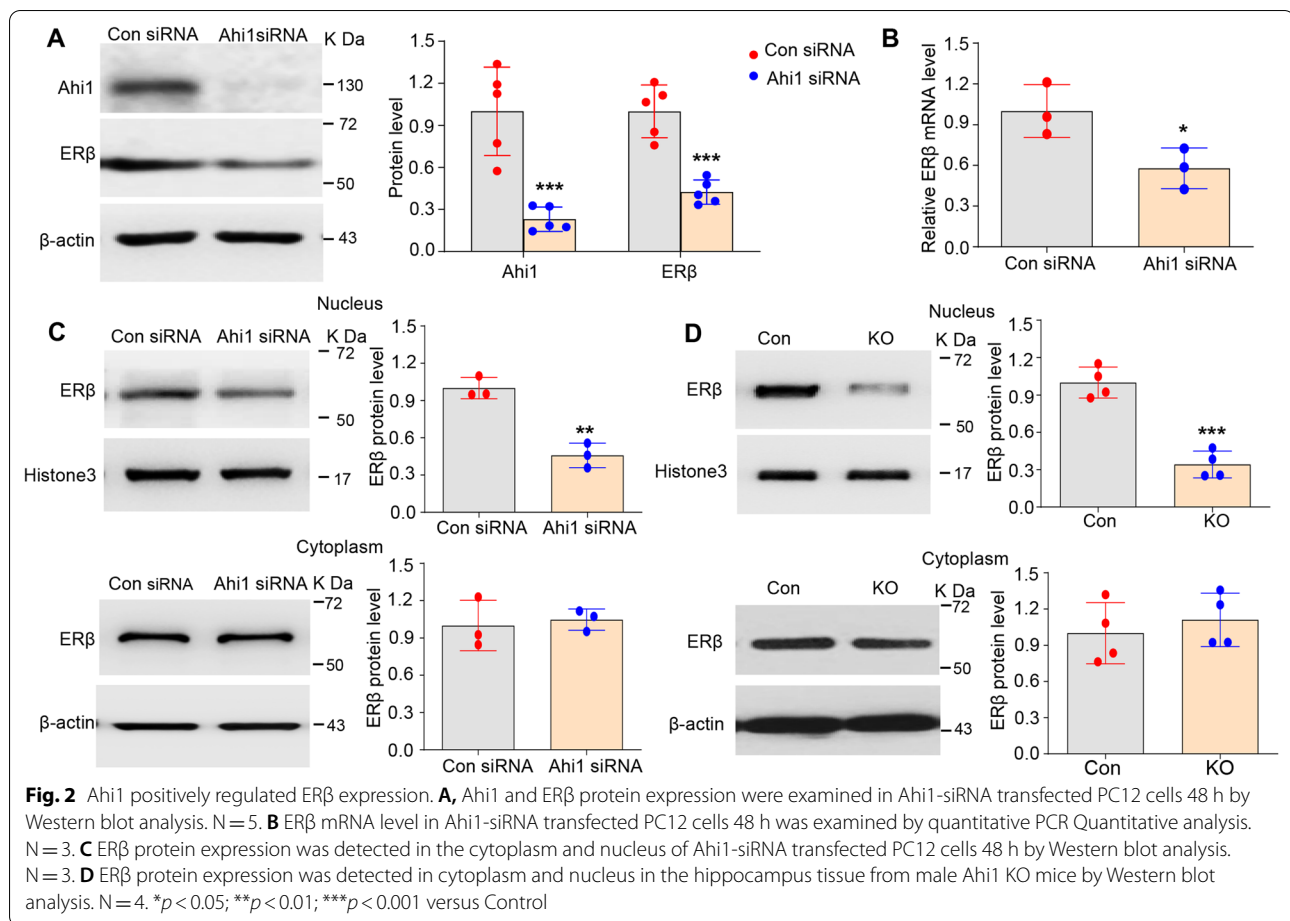 A
Con siRNA Ahi1siRNA K Da
Ahi1
130
72
ERβ
50
β-actin
43
Protein level
1.5
1.2
0.9
0.6
0.3
0.0
***
***
Ahi1 ERβ
Con siRNA
Ahi1 siRNA
B
Relative ERβ mRNA level
1.5
1.2
0.9
0.6
0.3
0.0
*
Con siRNA Ahi1 siRNA
C
Nucleus
Con siRNA Ahi1 siRNA K Da
72
ERβ
50
Histone3
17
ERβ protein level
1.5
1.2
0.9
0.6
0.3
0.0
**
Con siRNA Ahi1 siRNA
Cytoplasm
Con siRNA Ahi1 siRNA K Da
72
ERβ
50
β-actin
43
ERβ protein level
1.5
1.2
0.9
0.6
0.3
0.0
Con siRNA Ahi1 siRNA
D
Nucleus
Con KO K Da
72
ERβ
50
Histone3
17
ERβ protein level
1.5
1.2
0.9
0.6
0.3
0.0
***
Con KO
Cytoplasm
Con KO K Da
72
ERβ
50
β-actin
43
ERβ protein level
1.5
1.2
0.9
0.6
0.3
0.0
Con KO
Fig. 2 Ahi1 positively regulated ERβ expression. A, Ahi1 and ERβ protein expression were examined in Ahi1-siRNA transfected PC12 cells 48 h by
Western blot analysis. N = 5. B ERβ mRNA level in Ahi1-siRNA transfected PC12 cells 48 h was examined by quantitative PCR Quantitative analysis.
N = 3. C ERβ protein expression was detected in the cytoplasm and nucleus of Ahi1-siRNA transfected PC12 cells 48 h by Western blot analysis.
N = 3. D ERβ protein expression was detected in cytoplasm and nucleus in the hippocampus tissue from male Ahi1 KO mice by Western blot
analysis. N = 4. *p < 0.05; **p < 0.01; ***p < 0.001 versus Control